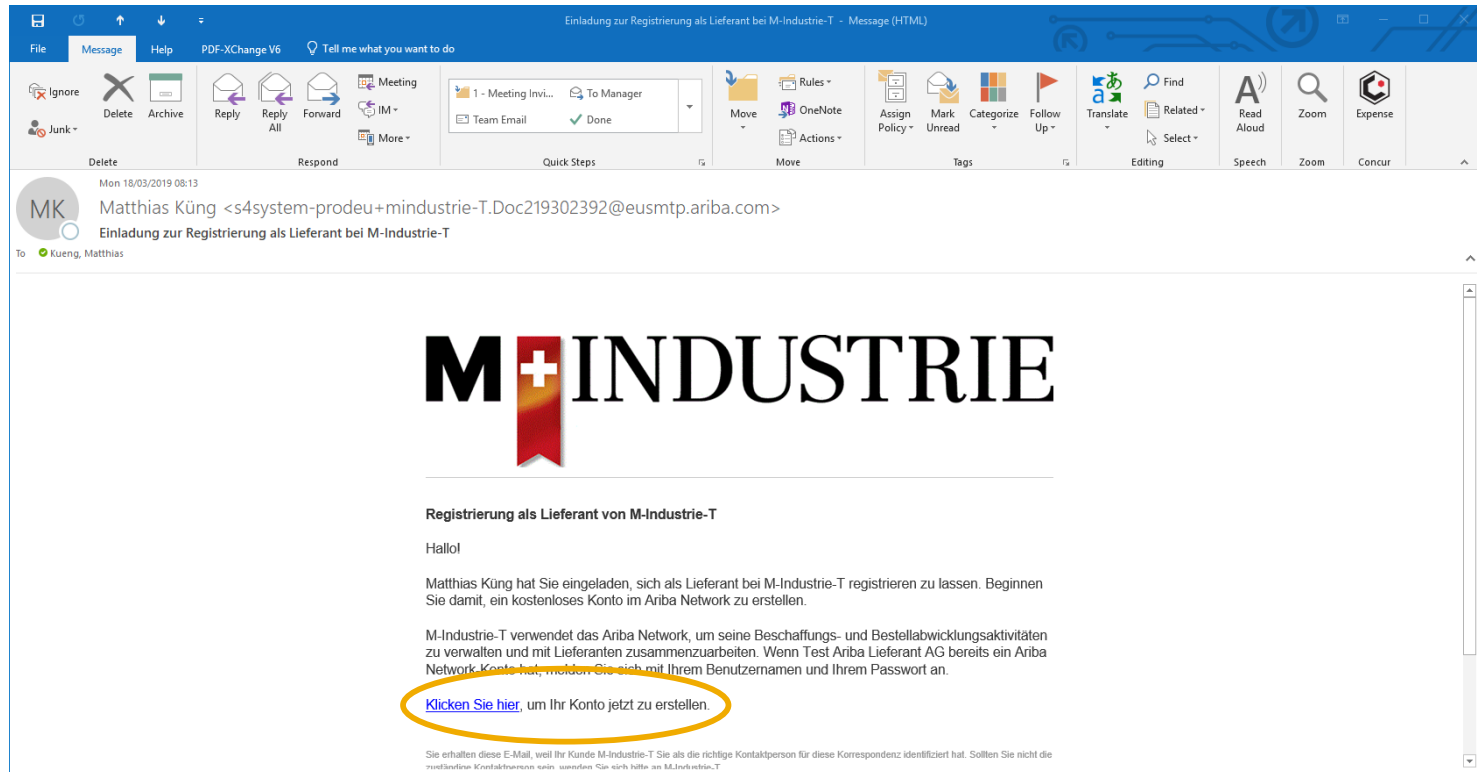 Einladung zur Registrierung als Lieferant bei M-Industrie-T - Message (HTML)
File Message Help PDF-XChange V6 Tell me what you want to do
Ignore
Junk
Delete
Archive
Delete
Reply
Reply All
Forward
Meeting
IM
More
Respond
1 - Meeting Invi...
To Manager
Team Email
Done
Quick Steps
Move
Rules
OneNote
Actions
Move
Assign Policy
Mark Unread
Categorize
Follow Up
Tags
Translate
Find
Related
Select
Editing
Read Aloud
Speech
Zoom
Zoom
Expense
Concur
Mon 18/03/2019 08:13
MK
Matthias Küng <s4system-prodeu+mindustrie-T.Doc219302392@eusmtp.ariba.com>
Einladung zur Registrierung als Lieferant bei M-Industrie-T
To Kueng, Matthias
M INDUSTRIE
Registrierung als Lieferant von M-Industrie-T
Hallo!
Matthias Küng hat Sie eingeladen, sich als Lieferant bei M-Industrie-T registrieren zu lassen. Beginnen
Sie damit, ein kostenloses Konto im Ariba Network zu erstellen.
M-Industrie-T verwendet das Ariba Network, um seine Beschaffungs- und Bestellabwicklungsaktivitäten
zu verwalten und mit Lieferanten zusammenzuarbeiten. Wenn Test Ariba Lieferant AG bereits ein Ariba
Network-Konto hat, melden Sie sich mit Ihrem Benutzernamen und Ihrem Passwort an.
Klicken Sie hier, um Ihr Konto jetzt zu erstellen.
Sie erhalten diese E-Mail, weil Ihr Kunde M-Industrie-T Sie als die richtige Kontaktperson für diese Korrespondenz identifiziert hat. Sollten Sie nicht die
zuständige Kontaktperson sein, wenden Sie sich bitte an M-Industrie-T